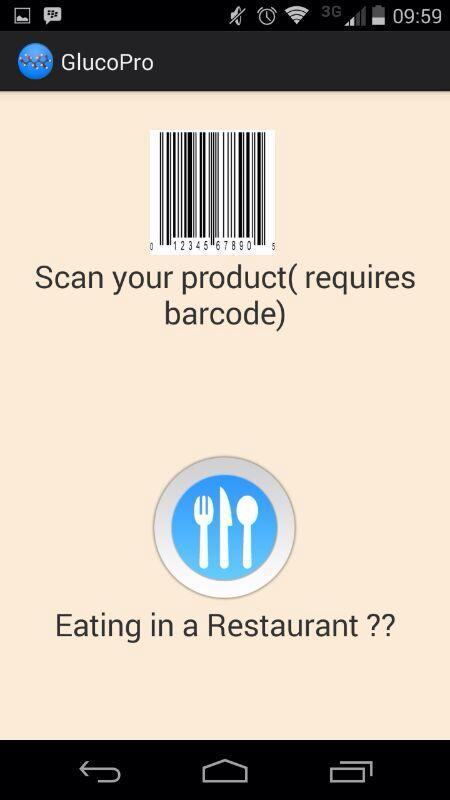 3G 09:59
GlucoPro
0 12345 67890 5
Scan your product( requires
barcode)
Eating in a Restaurant ??